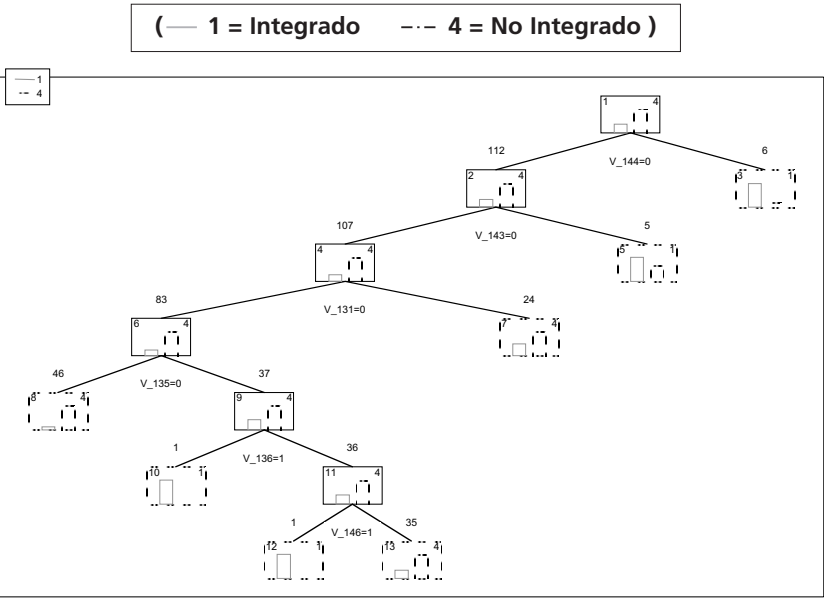 ( 1 = Integrado 4 = No Integrado )
1
4
1 4
112 6
V_144=0
2 4 3 1
107 5
V_143=0
4 4 5 1
83 24
V_131=0
6 4 7 4
46 37
V_135=0
8 4 9 4
1 36
V_136=1
10 1 11 4
1 35
V_146=1
12 1 13 4